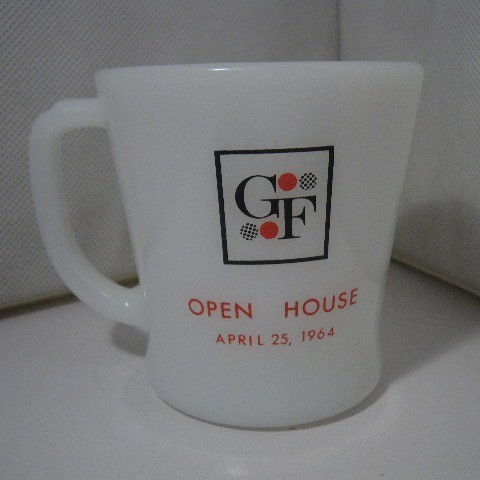 GF
OPEN HOUSE
APRIL 25, 1964